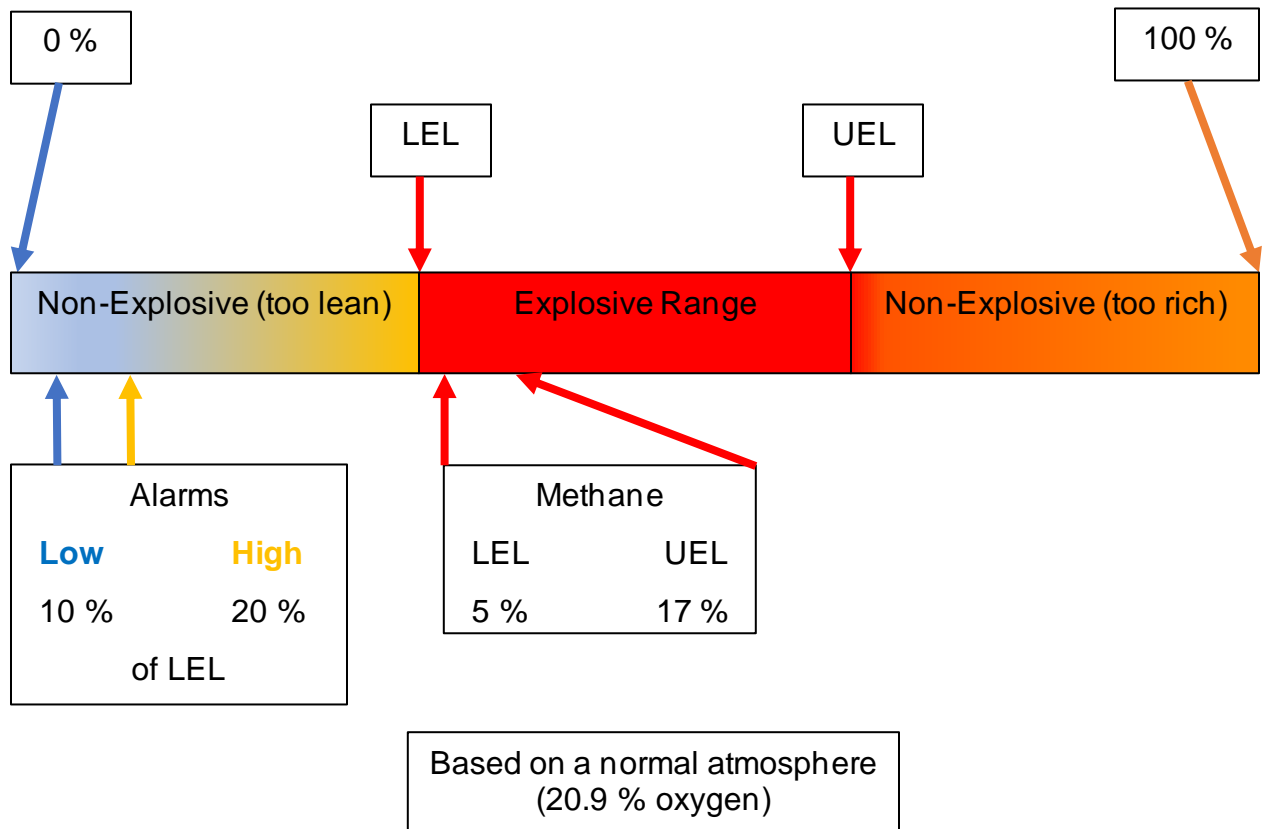 0 %
100 %
LEL
UEL
Non-Explosive (too lean)
Explosive Range
Non-Explosive (too rich)
Alarms
Low
High
10 %
20 %
of LEL
Methane
LEL
UEL
5 %
17 %
Based on a normal atmosphere
(20.9 % oxygen)